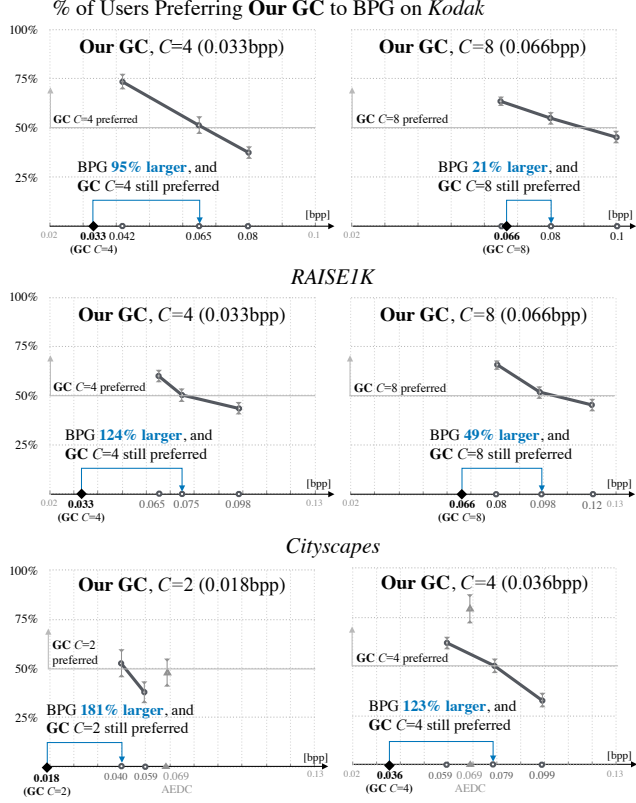 % of Users Preferring Our GC to BPG on Kodak
Our GC, C=4 (0.033bpp)
100%
75%
50%
25%
GC C=4 preferred
BPG 95% larger, and
GC C=4 still preferred
[bpp]
0.02 0.033 0.042 0.065 0.08 0.1
(GC C=4)
Our GC, C=8 (0.066bpp)
GC C=8 preferred
BPG 21% larger, and
GC C=8 still preferred
[bpp]
0.02 0.066 0.08 0.1
(GC C=8)
RAISE1K
Our GC, C=4 (0.033bpp)
100%
75%
50%
25%
GC C=4 preferred
BPG 124% larger, and
GC C=4 still preferred
[bpp]
0.02 0.033 0.065 0.075 0.098 0.13
(GC C=4)
Our GC, C=8 (0.066bpp)
GC C=8 preferred
BPG 49% larger, and
GC C=8 still preferred
[bpp]
0.02 0.066 0.08 0.098 0.12 0.13
(GC C=8)
Cityscapes
Our GC, C=2 (0.018bpp)
100%
75%
50%
25%
GC C=2
preferred
BPG 181% larger, and
GC C=2 still preferred
[bpp]
0.018 0.040 0.059 0.069 0.13
(GC C=2) AEDC
Our GC, C=4 (0.036bpp)
GC C=4 preferred
BPG 123% larger, and
GC C=4 still preferred
[bpp]
0.02 0.036 0.059 0.069 0.079 0.099 0.13
(GC C=4) AEDC